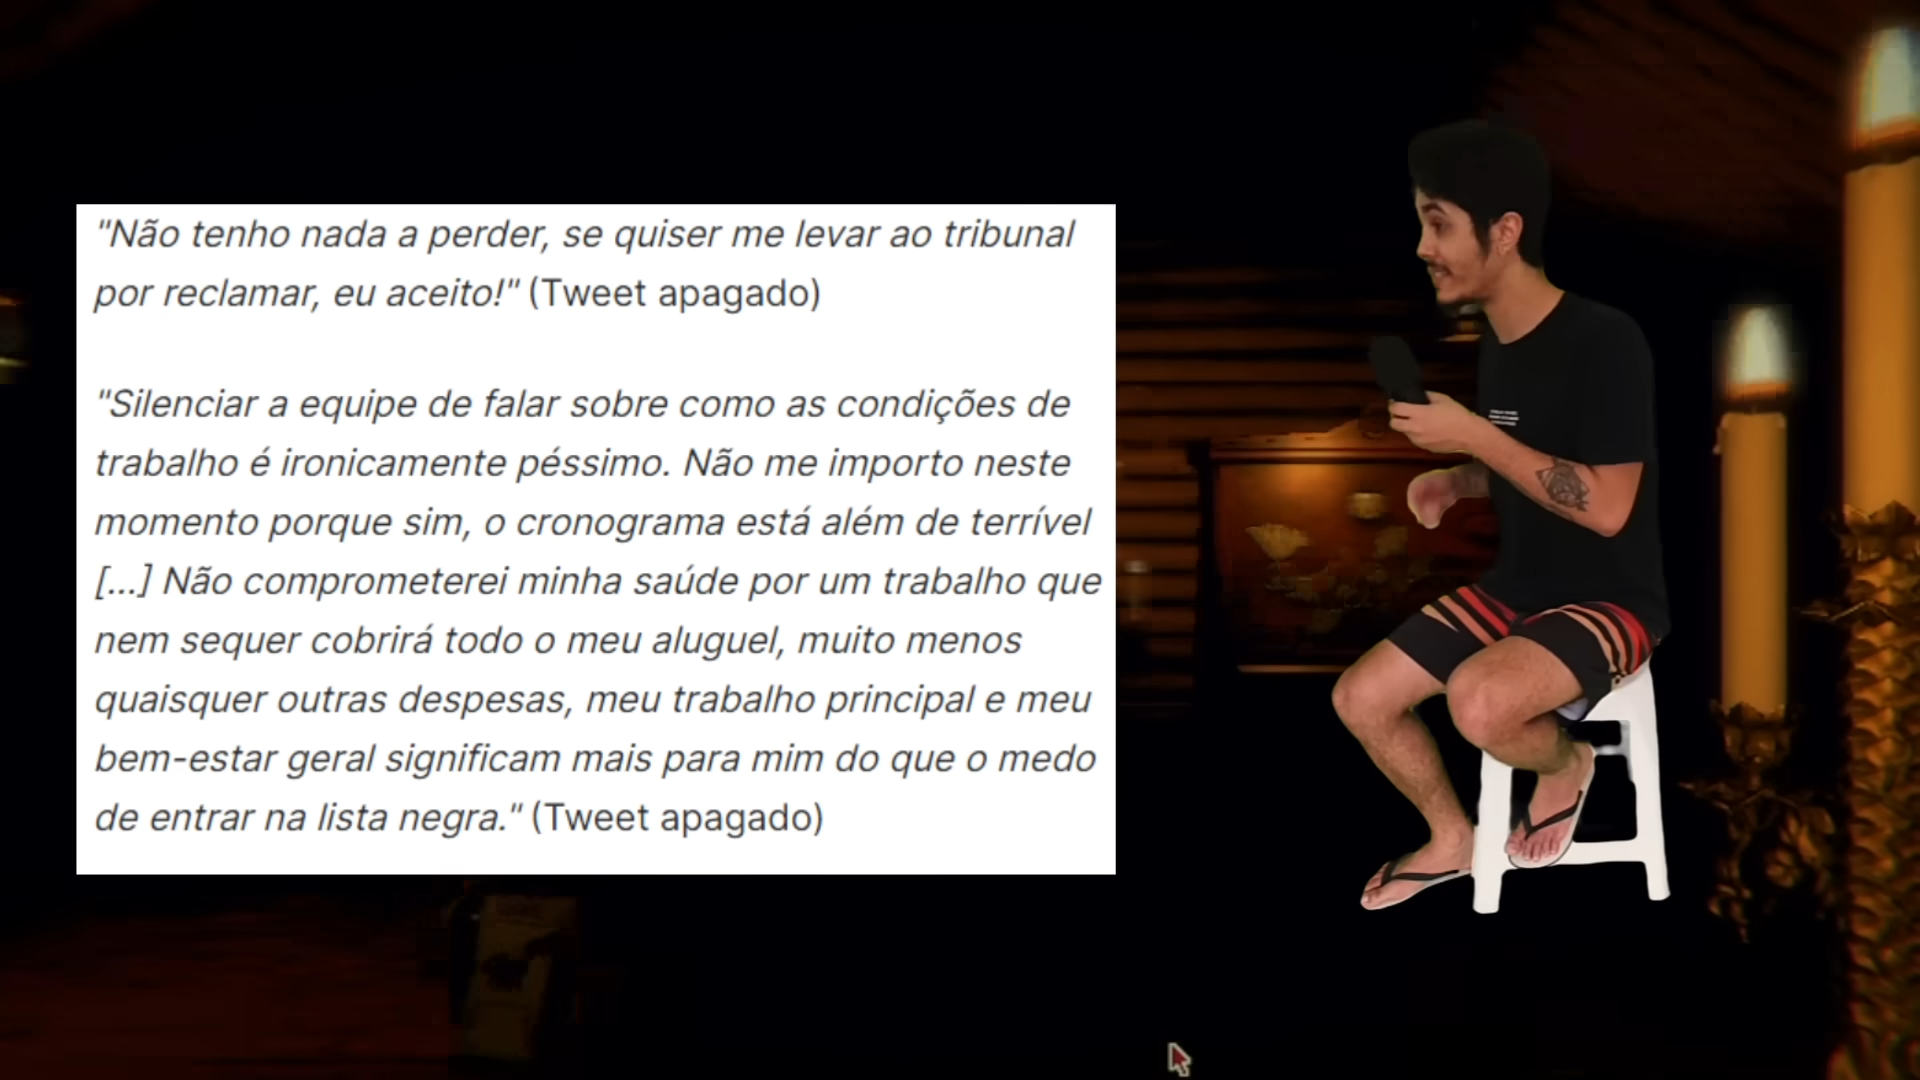 "Não tenho nada a perder, se quiser me levar ao tribunal
por reclamar, eu aceito!" (Tweet apagado)
"Silenciar a equipe de falar sobre como as condições de
trabalho é ironicamente péssimo. Não me importo neste
momento porque sim, o cronograma está além de terrível
[...] Não comprometerei minha saúde por um trabalho que
nem sequer cobrirá todo o meu aluguel, muito menos
quaisquer outras despesas, meu trabalho principal e meu
bem-estar geral significam mais para mim do que o medo
de entrar na lista negra." (Tweet apagado)